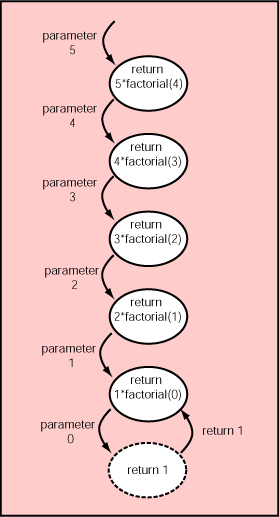 parameter
5
return
5*factorial(4)
parameter
4
return
4*factorial(3)
parameter
3
return
3*factorial(2)
parameter
2
return
2*factorial(1)
parameter
1
return
1*factorial(0)
parameter
0
return 1
return 1